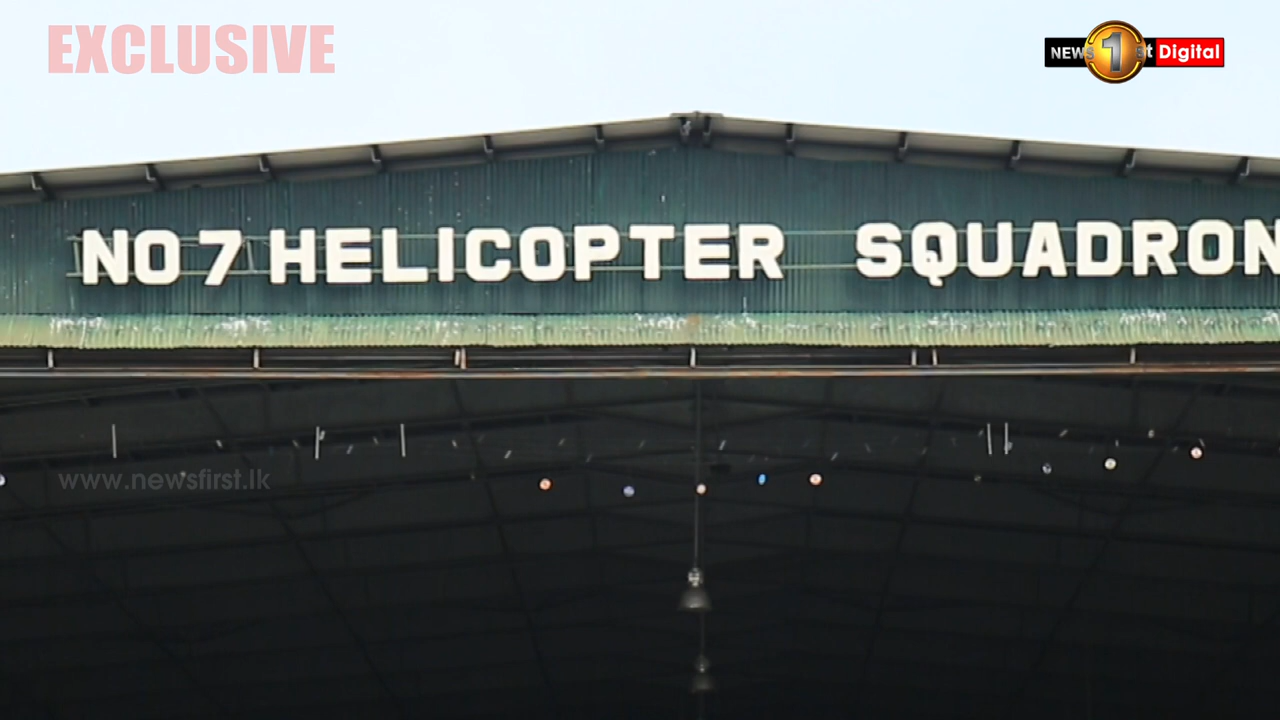 EXCLUSIVE
NEWS 1st Digital
NO 7 HELICOPTER SQUADRON
www.newsfirst.lk